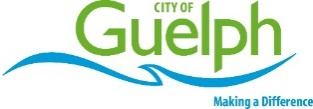 CITY OF
Guelph
Making a Difference